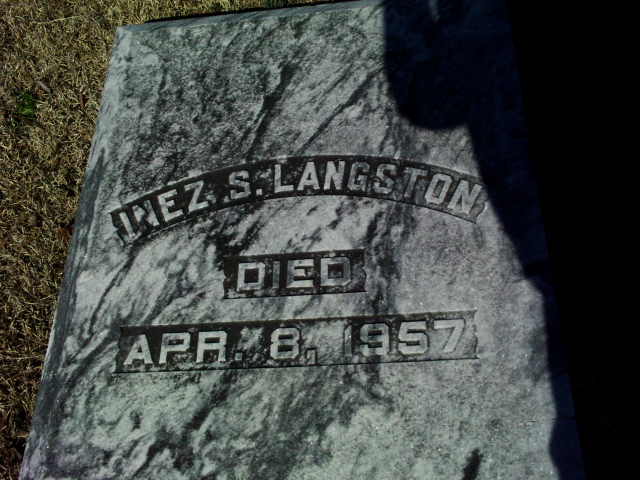 INEZ S. LANGSTON
DIED
APR. 8, 1957